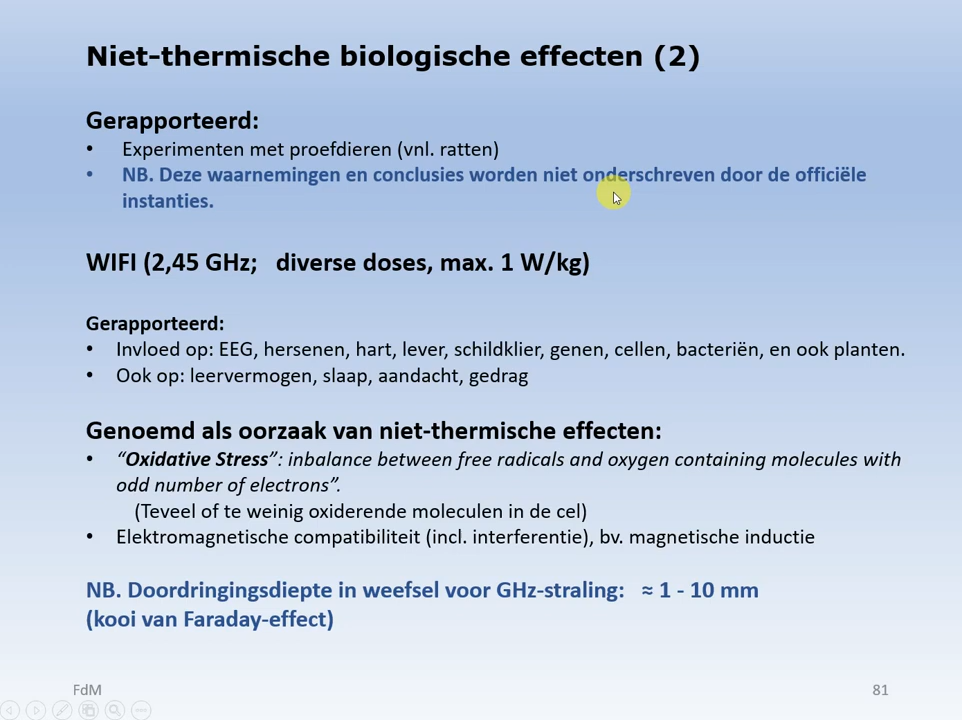 Niet-thermische biologische effecten (2)
Gerapporteerd:
• Experimenten met proefdieren (vnl. ratten)
• NB. Deze waarnemingen en conclusies worden niet onderschreven door de officiële
instanties.
WIFI (2,45 GHz; diverse doses, max. 1 W/kg)
Gerapporteerd:
• Invloed op: EEG, hersenen, hart, lever, schildklier, genen, cellen, bacteriën, en ook planten.
• Ook op: leervermogen, slaap, aandacht, gedrag
Genoemd als oorzaak van niet-thermische effecten:
• “Oxidative Stress”: inbalance between free radicals and oxygen containing molecules with
odd number of electrons”.
(Teveel of te weinig oxiderende moleculen in de cel)
• Elektromagnetische compatibiliteit (incl. interferentie), bv. magnetische inductie
NB. Doordringingsdiepte in weefsel voor GHz-straling: ≈ 1 - 10 mm
(kooi van Faraday-effect)
FdM 81